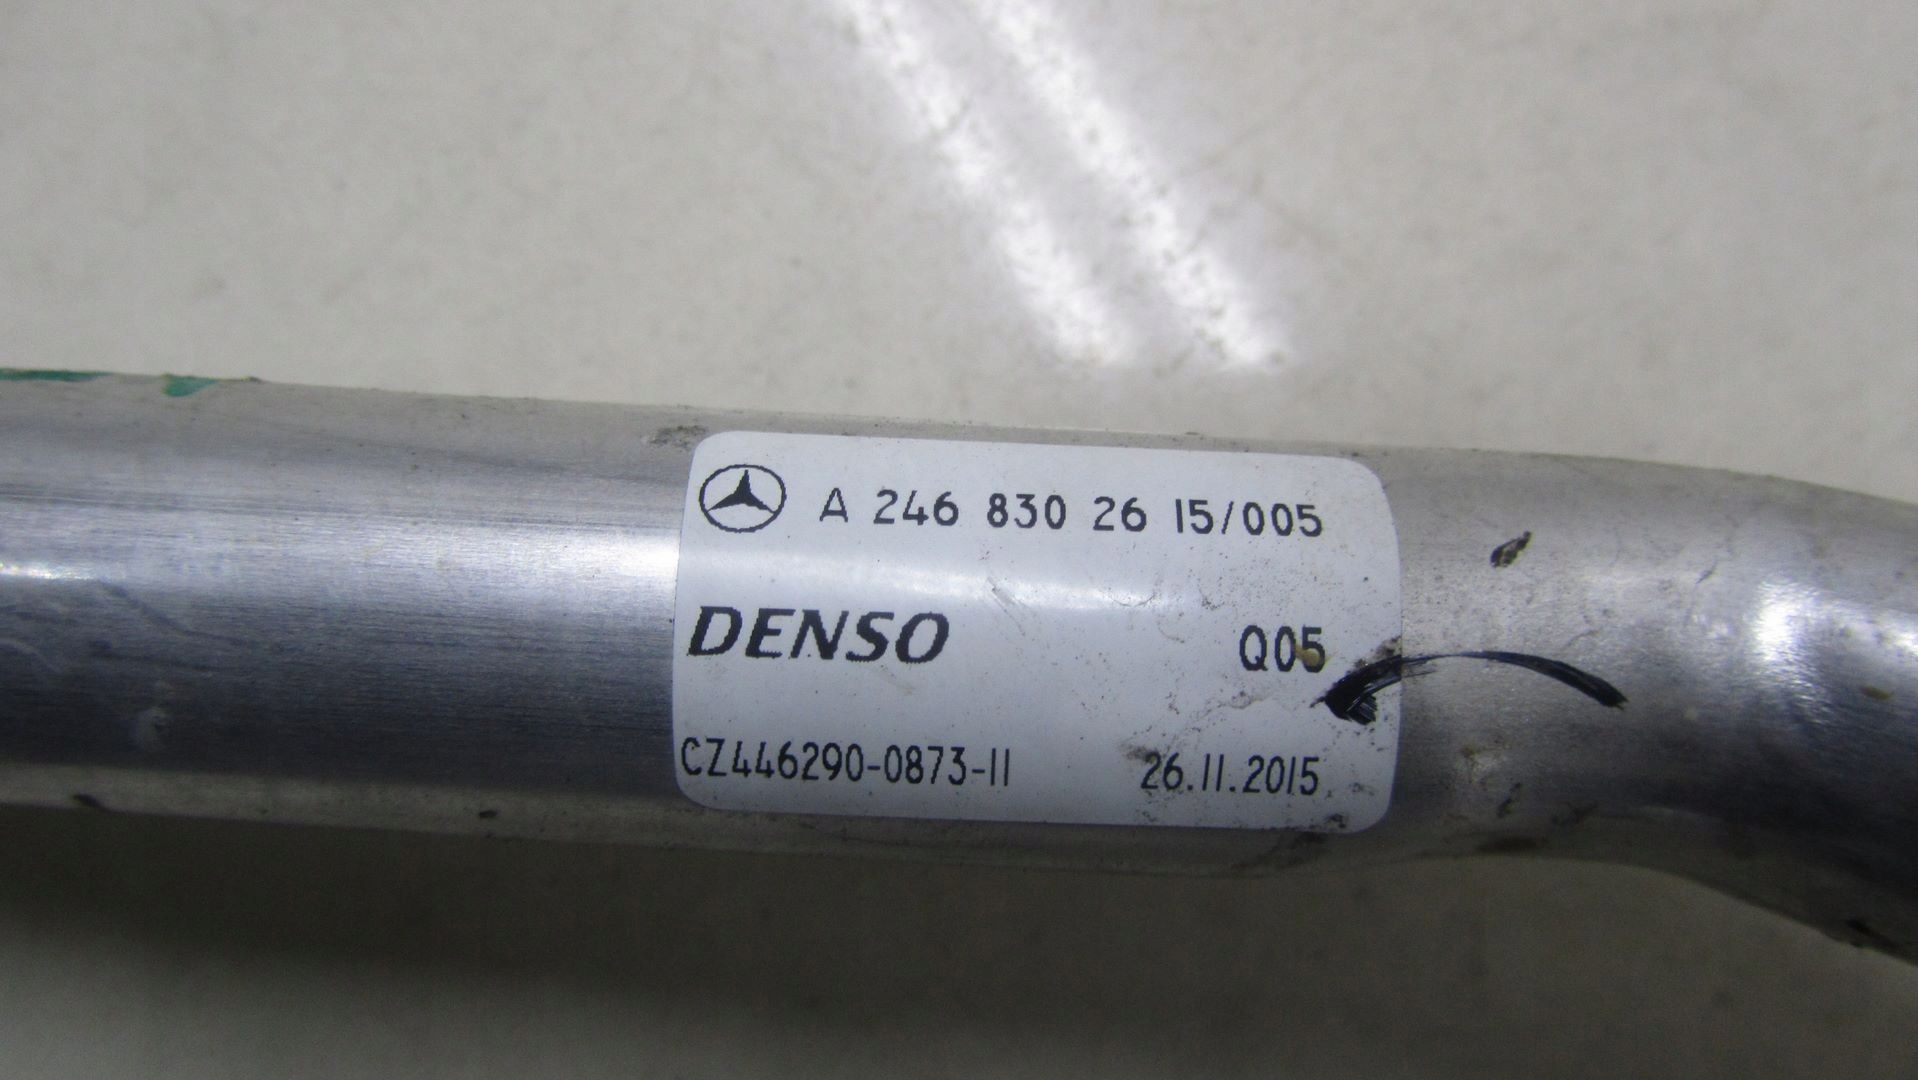 A 246 830 26 15/005
DENSO Q05
CZ446290-0873-11 26.11.2015